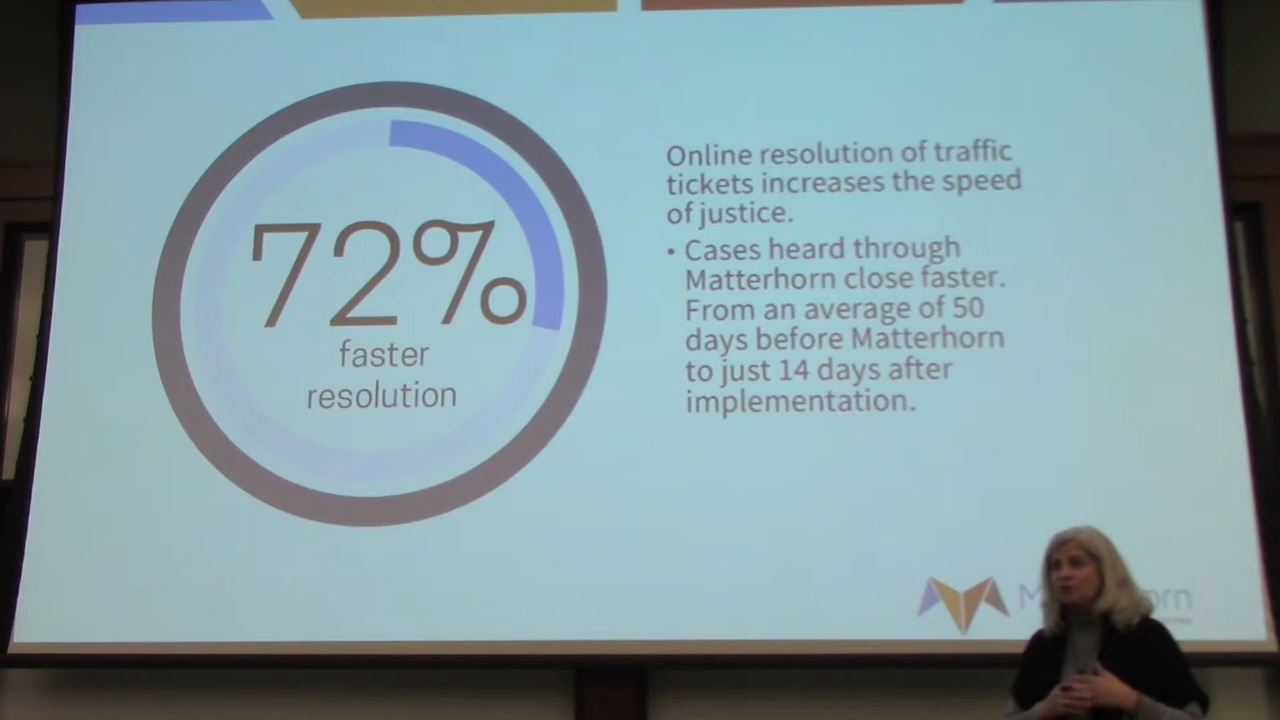 72%
faster
resolution
Online resolution of traffic
tickets increases the speed
of justice.
• Cases heard through
Matterhorn close faster.
From an average of 50
days before Matterhorn
to just 14 days after
implementation.